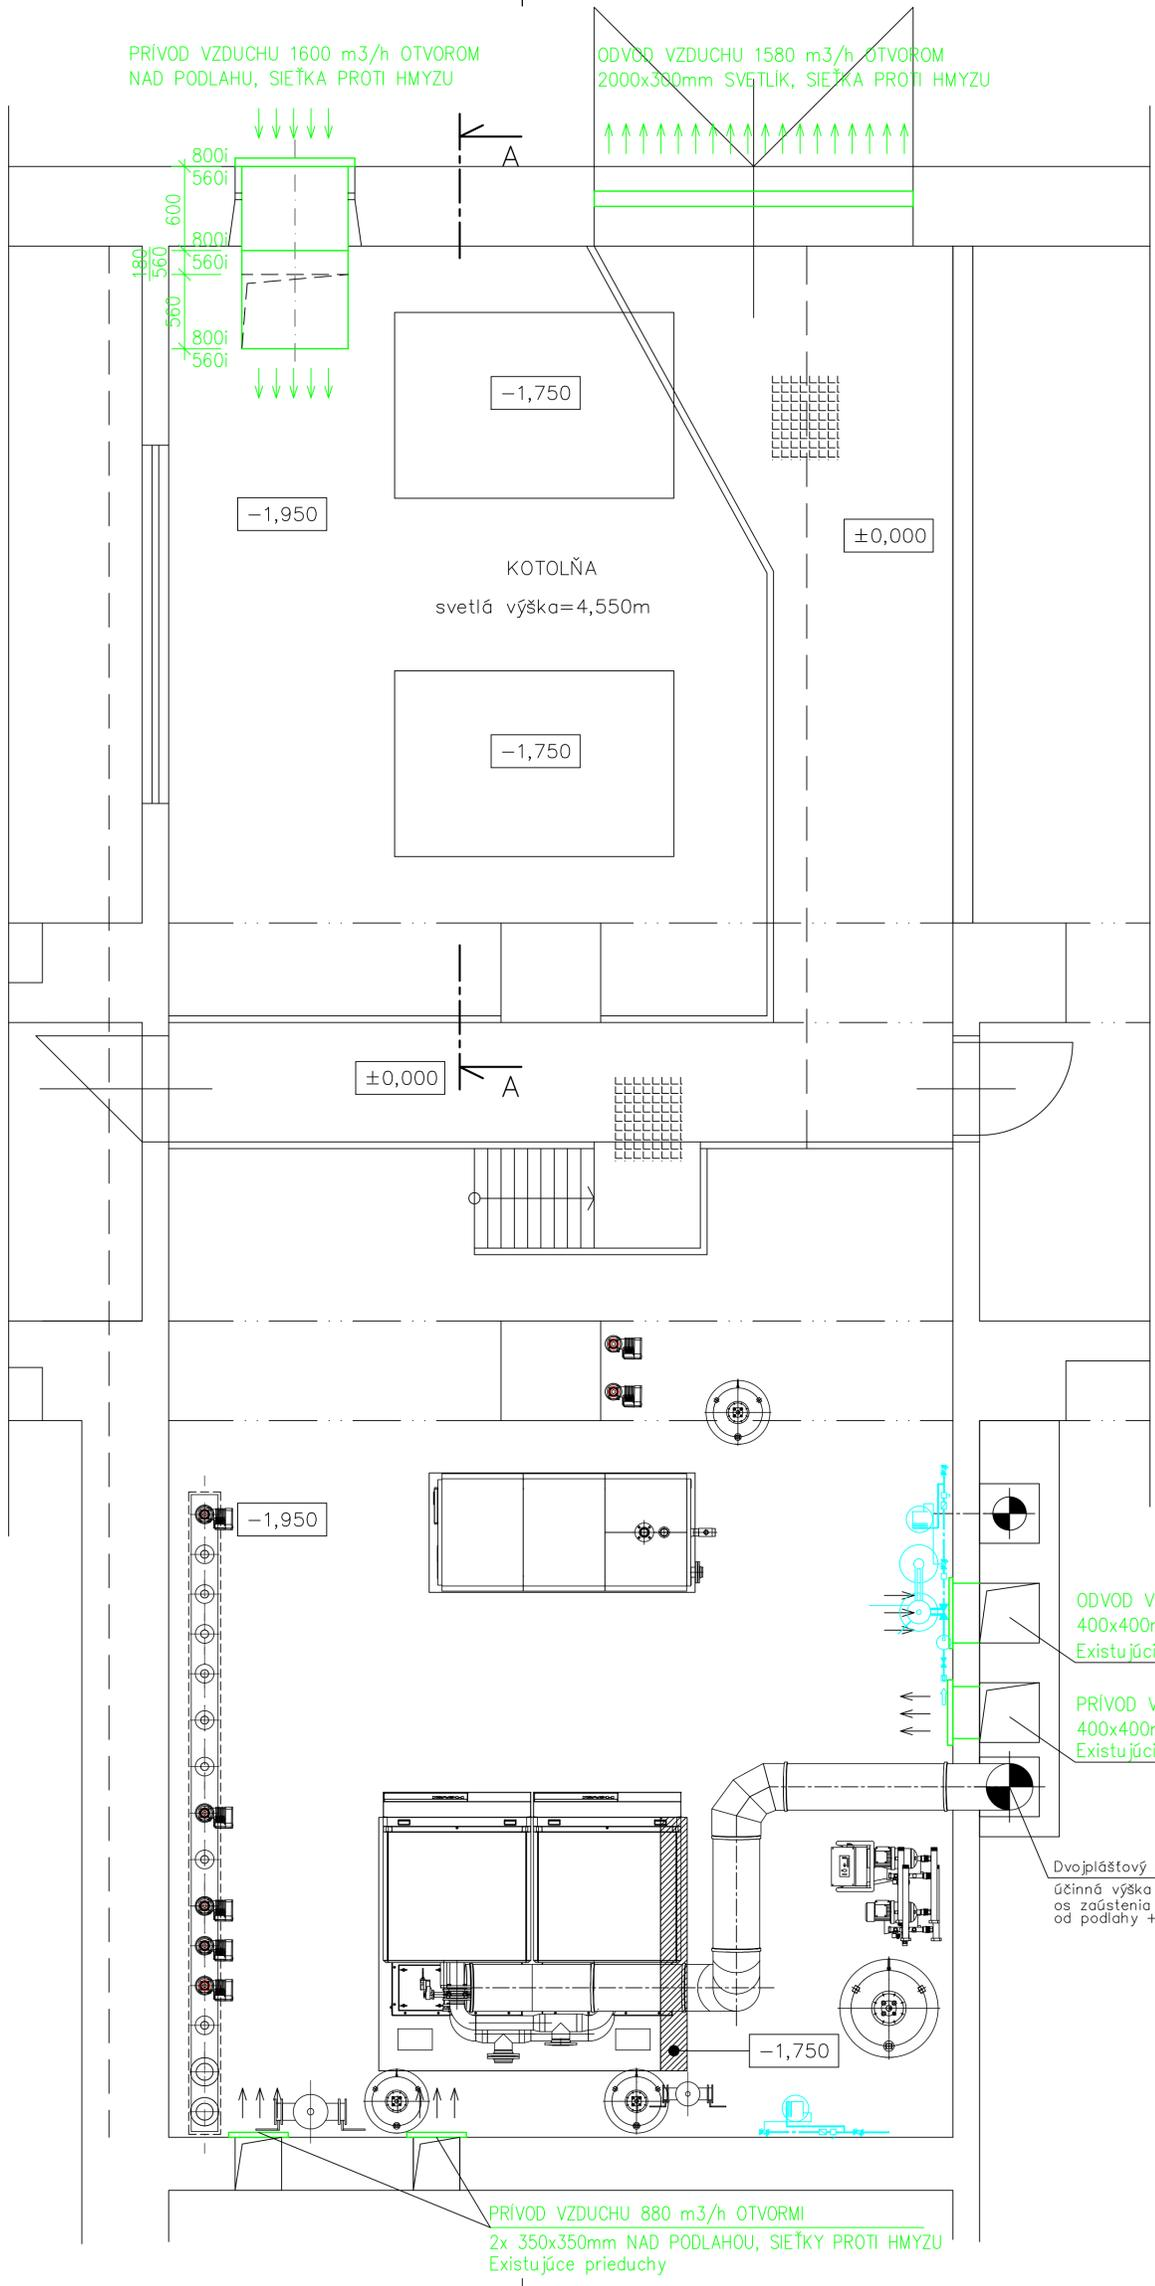 PRÍVOD VZDUCHU 1600 m3/h OTVOROM
NAD PODLAHU, SIEŤKA PROTI HMYZU
ODVOD VZDUCHU 1580 m3/h OTVOROM
2000x300mm SVETLÍK, SIEŤKA PROTI HMYZU
A
800i
560i
600
800i
560i
180
560
560
800i
560i
−1,750
−1,950
±0,000
KOTOLŇA
svetlá výška=4,550m
−1,750
±0,000
A
−1,950
ODVOD V
400x400
Existujúci
PRÍVOD V
400x400
Existujúci
Dvojplášťový
účinná výška
os zaústenia
od podlahy +
−1,750
PRÍVOD VZDUCHU 880 m3/h OTVORMI
2x 350x350mm NAD PODLAHOU, SIEŤKY PROTI HMYZU
Existujúce prieduchy